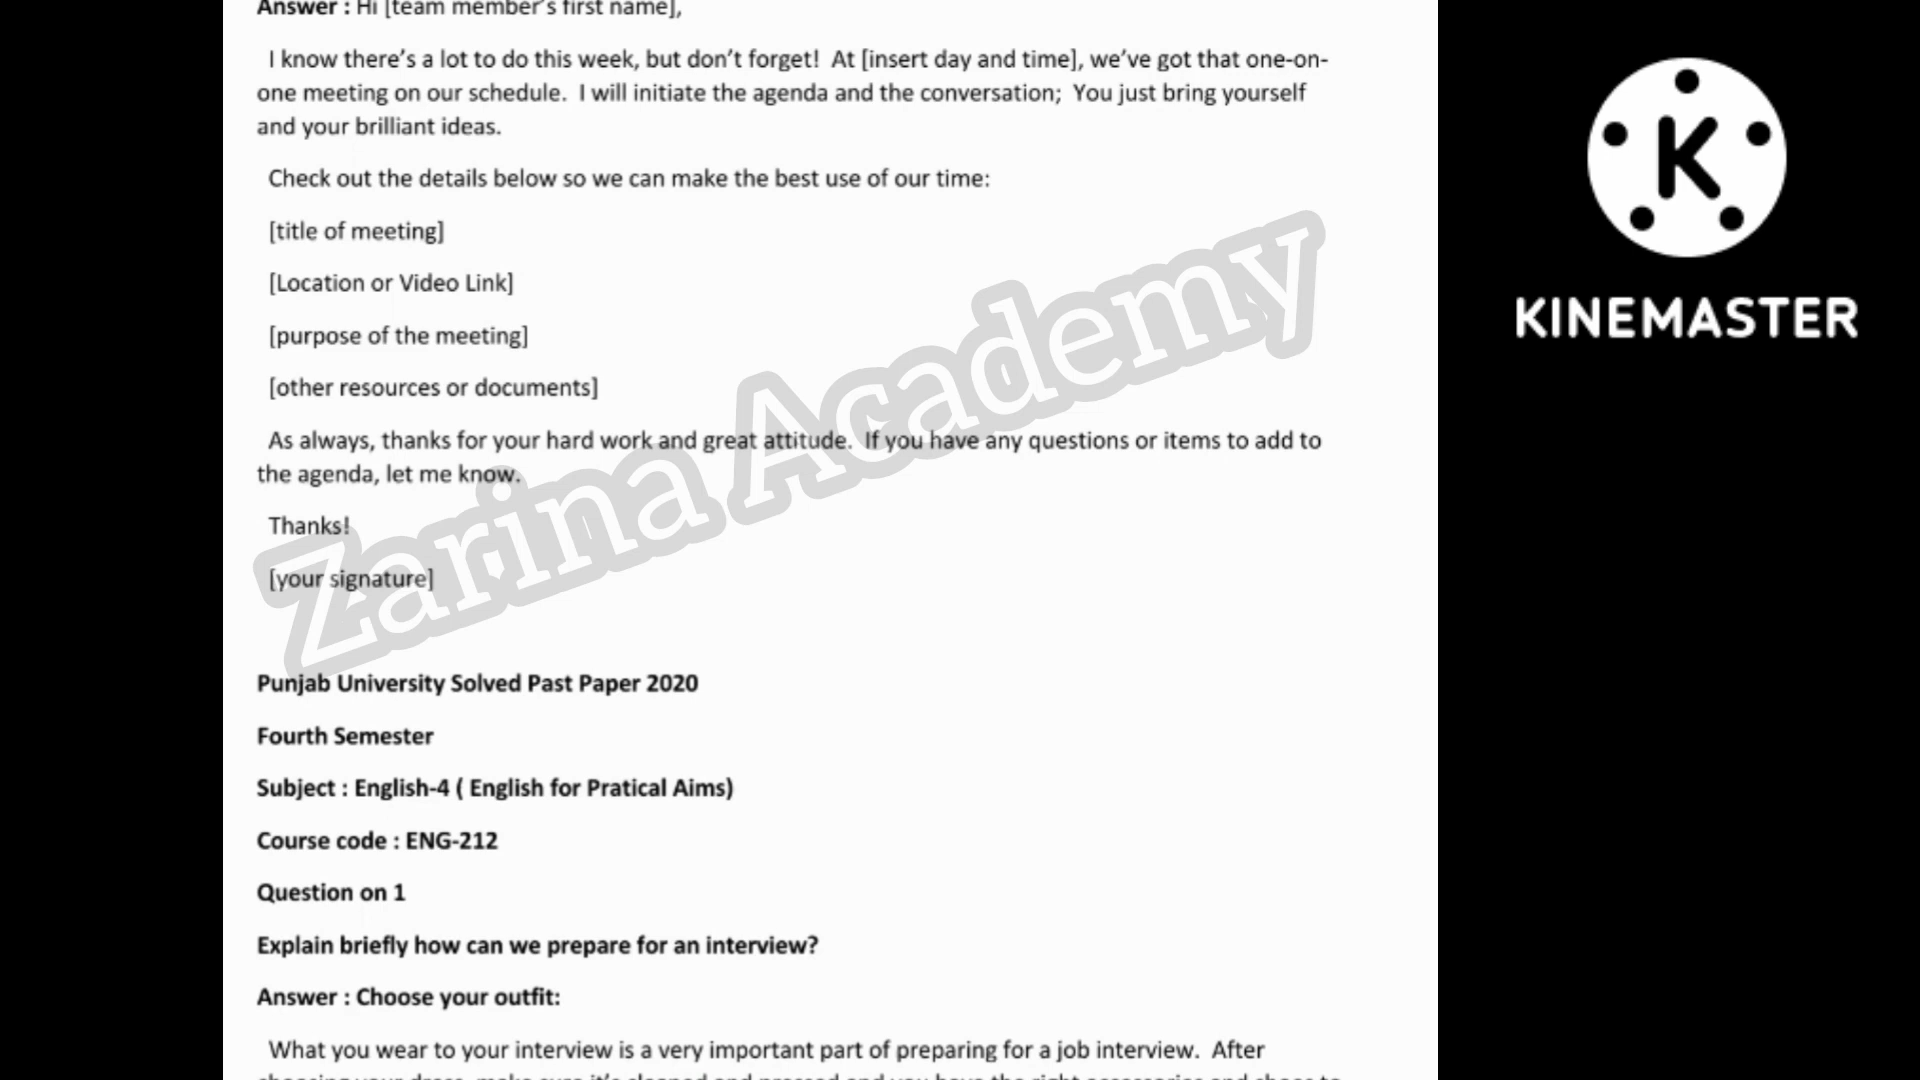 Answer : Hi [team member's first name],
I know there's a lot to do this week, but don't forget!  At [insert day and time], we've got that one-on-
one meeting on our schedule.  I will initiate the agenda and the conversation;  You just bring yourself
and your brilliant ideas.
Check out the details below so we can make the best use of our time:
[title of meeting]
[Location or Video Link]
[purpose of the meeting]
[other resources or documents]
As always, thanks for your hard work and great attitude.  If you have any questions or items to add to
the agenda, let me know.
Thanks!
[your signature]
Zarina Academy
Punjab University Solved Past Paper 2020
Fourth Semester
Subject : English-4 ( English for Pratical Aims)
Course code : ENG-212
Question on 1
Explain briefly how can we prepare for an interview?
Answer : Choose your outfit:
What you wear to your interview is a very important part of preparing for a job interview.  After
K
KINEMASTER